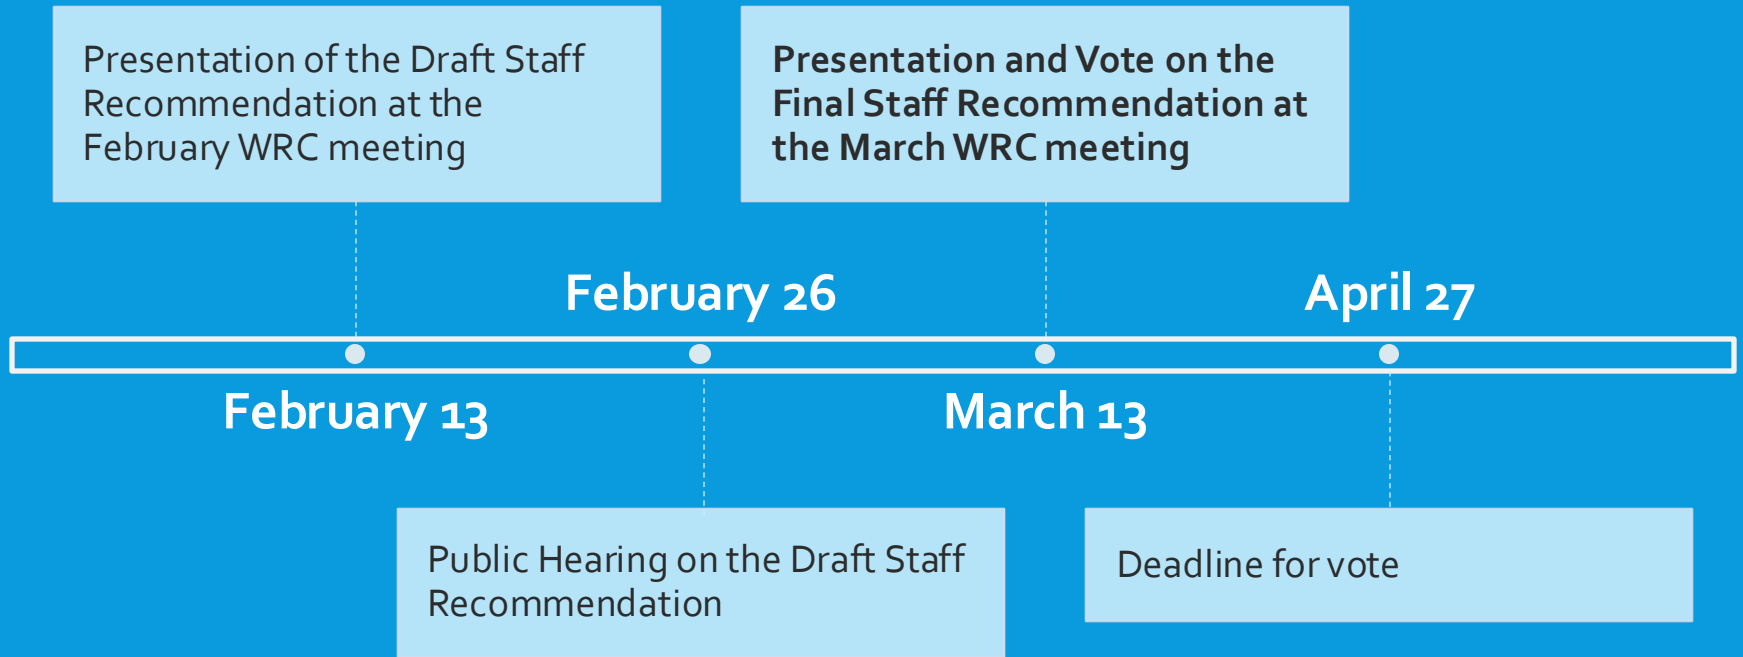 Presentation of the Draft Staff
Recommendation at the
February WRC meeting
Presentation and Vote on the
Final Staff Recommendation at
the March WRC meeting
February 26
April 27
February 13
March 13
Public Hearing on the Draft Staff
Recommendation
Deadline for vote